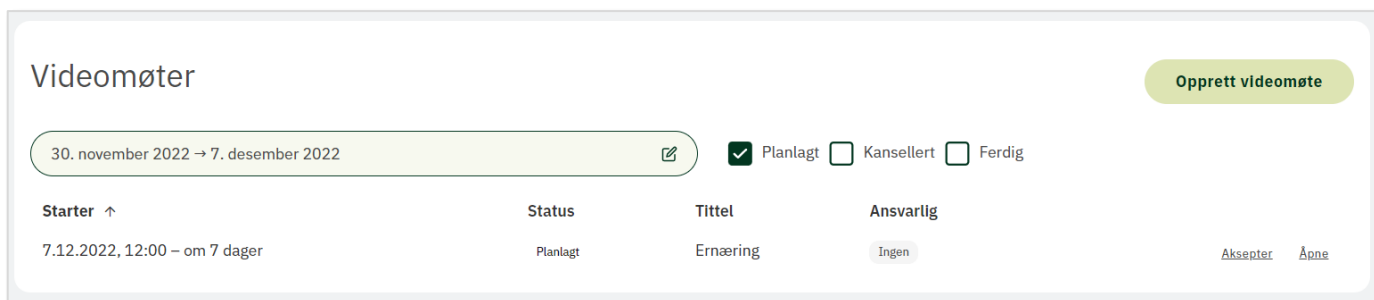 Videomøter
Opprett videomøte
30. november 2022 → 7. desember 2022
Planlagt Kansellert Ferdig
Starter ↑ Status Tittel Ansvarlig
7.12.2022, 12:00 – om 7 dager Planlagt Ernæring Ingen Aksepter Åpne